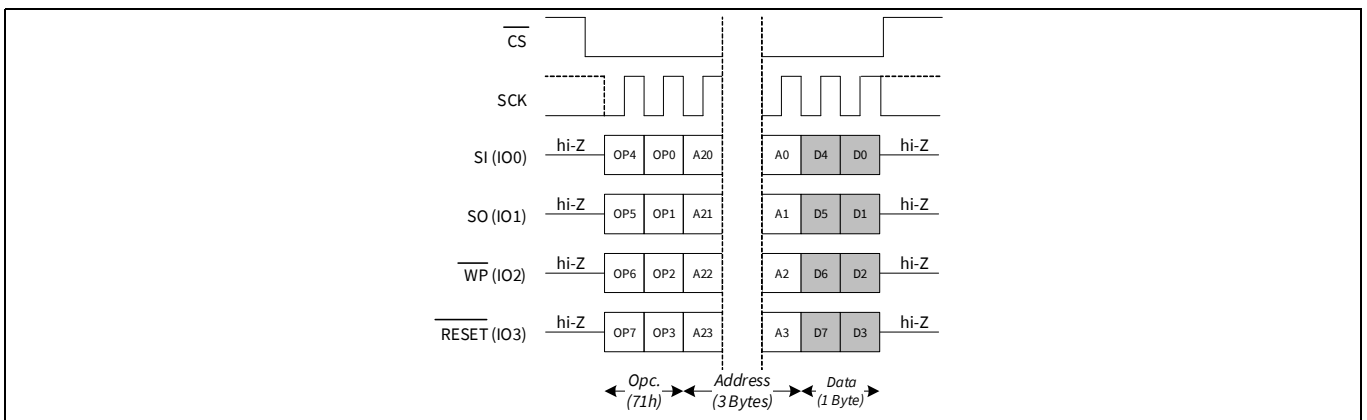 CS
SCK
SI (IO0) hi-Z OP4 OP0 A20 A0 D4 D0 hi-Z
SO (IO1) hi-Z OP5 OP1 A21 A1 D5 D1 hi-Z
WP (IO2) hi-Z OP6 OP2 A22 A2 D6 D2 hi-Z
RESET (IO3) hi-Z OP7 OP3 A23 A3 D7 D3 hi-Z
Opc. Address Data
(71h) (3 Bytes) (1 Byte)